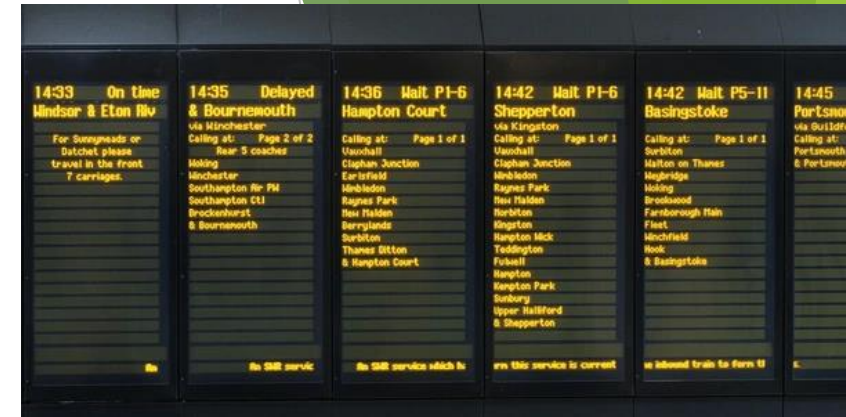 14:33 On time
Windsor & Eton Riv
For Sunnymeads or
Datchet please
travel in the front
7 carriages.
An
14:35 Delayed
& Bournemouth
via Winchester
Calling at: Page 2 of 2
Rear 5 coaches
Woking
Winchester
Southampton Air PW
Southampton Ctl
Brockenhurst
& Bournemouth
An SWR servic
14:36 Wait P1-6
Hampton Court
Calling at: Page 1 of 1
Vauxhall
Clapham Junction
Earlsfield
Wimbledon
Raynes Park
New Malden
Berrylands
Surbiton
Thames Ditton
& Hampton Court
An SWR service which h
14:42 Wait P1-6
Shepperton
via Kingston
Calling at: Page 1 of 1
Vauxhall
Clapham Junction
Wimbledon
Raynes Park
New Malden
Norbiton
Kingston
Hampton Wick
Teddington
Fulwell
Hampton
Kempton Park
Sunbury
Upper Halliford
& Shepperton
orn this service is current
14:42 Wait P5-11
Basingstoke
Calling at: Page 1 of 1
Surbiton
Walton on Thames
Weybridge
Woking
Brookwood
Farnborough Main
Fleet
Winchfield
Hook
& Basingstoke
he inbound train to form t
14:45
Portsmou
via Guildf
Calling at:
Portsmouth
& Portsmou